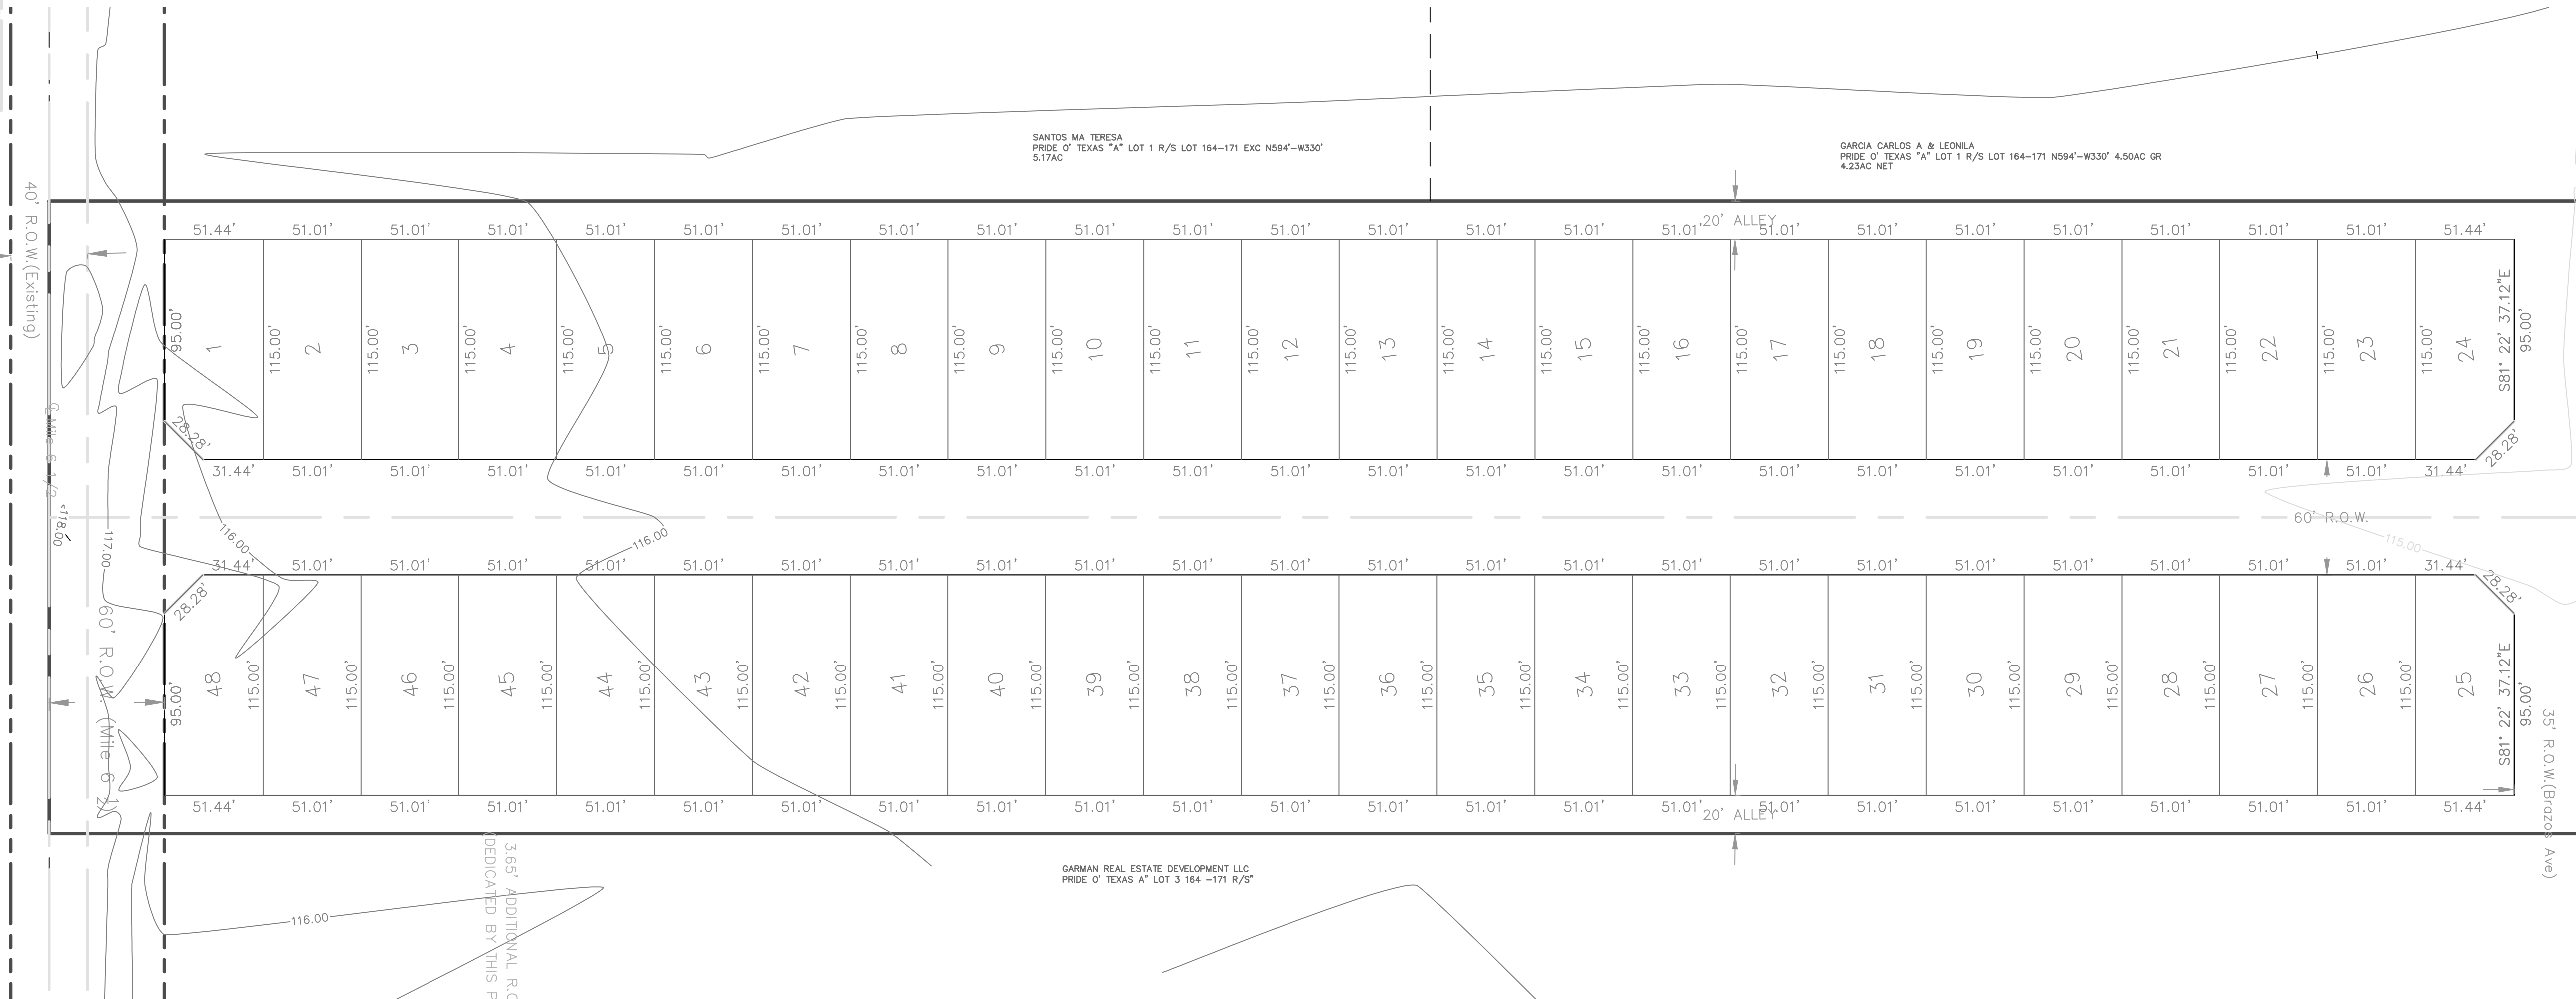 SANTOS MA TERESA
PRIDE O' TEXAS "A" LOT 1 R/S LOT 164-171 EXC N594'-W330'
5.17AC
GARCIA CARLOS A & LEONILA
PRIDE O' TEXAS "A" LOT 1 R/S LOT 164-171 N594'-W330' 4.50AC GR
4.23AC NET
40' R.O.W.(Existing)
20' ALLEY
51.44' 51.01' 51.01' 51.01' 51.01' 51.01' 51.01' 51.01' 51.01' 51.01' 51.01' 51.01' 51.01' 51.01' 51.01' 51.01' 51.01' 51.01' 51.01' 51.01' 51.01' 51.01' 51.01' 51.44'
95.00' 115.00' 115.00' 115.00' 115.00' 115.00' 115.00' 115.00' 115.00' 115.00' 115.00' 115.00' 115.00' 115.00' 115.00' 115.00' 115.00' 115.00' 115.00' 115.00' 115.00' 115.00' 115.00' 115.00' S81° 22' 37.12"E 95.00'
1 2 3 4 5 6 7 8 9 10 11 12 13 14 15 16 17 18 19 20 21 22 23 24
28.28' 28.28'
31.44' 51.01' 51.01' 51.01' 51.01' 51.01' 51.01' 51.01' 51.01' 51.01' 51.01' 51.01' 51.01' 51.01' 51.01' 51.01' 51.01' 51.01' 51.01' 51.01' 51.01' 51.01' 51.01' 31.44'
℄ Mile 6 1/2
118.00
117.00
116.00
116.00
60' R.O.W.
115.00
31.44' 51.01' 51.01' 51.01' 51.01' 51.01' 51.01' 51.01' 51.01' 51.01' 51.01' 51.01' 51.01' 51.01' 51.01' 51.01' 51.01' 51.01' 51.01' 51.01' 51.01' 51.01' 51.01' 31.44'
28.28' 28.28'
60' R.O.W. (Mile 6 1/2)
95.00' 115.00' 115.00' 115.00' 115.00' 115.00' 115.00' 115.00' 115.00' 115.00' 115.00' 115.00' 115.00' 115.00' 115.00' 115.00' 115.00' 115.00' 115.00' 115.00' 115.00' 115.00' 115.00' 115.00' S81° 22' 37.12"E 95.00'
48 47 46 45 44 43 42 41 40 39 38 37 36 35 34 33 32 31 30 29 28 27 26 25
35' R.O.W.(Brazos Ave)
51.44' 51.01' 51.01' 51.01' 51.01' 51.01' 51.01' 51.01' 51.01' 51.01' 51.01' 51.01' 51.01' 51.01' 51.01' 51.01' 51.01' 51.01' 51.01' 51.01' 51.01' 51.01' 51.01' 51.44'
20' ALLEY
GARMAN REAL ESTATE DEVELOPMENT LLC
PRIDE O' TEXAS A" LOT 3 164 -171 R/S"
116.00
3.65' ADDITIONAL R.O
(DEDICATED BY THIS P